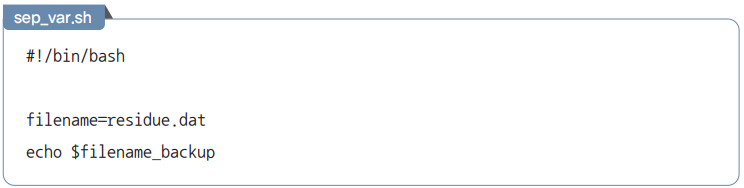 sep_var.sh
#!/bin/bash
filename=residue.dat
echo $filename_backup